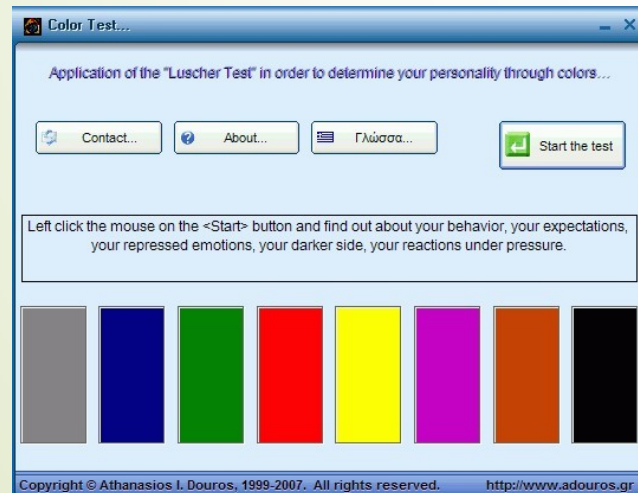 Color Test...
Application of the "Luscher Test" in order to determine your personality through colors...
Contact...
About...
Γλώσσα...
Start the test
Left click the mouse on the <Start> button and find out about your behavior, your expectations,
your repressed emotions, your darker side, your reactions under pressure.
Copyright © Athanasios I. Douros, 1999-2007. All rights reserved. http://www.adouros.gr